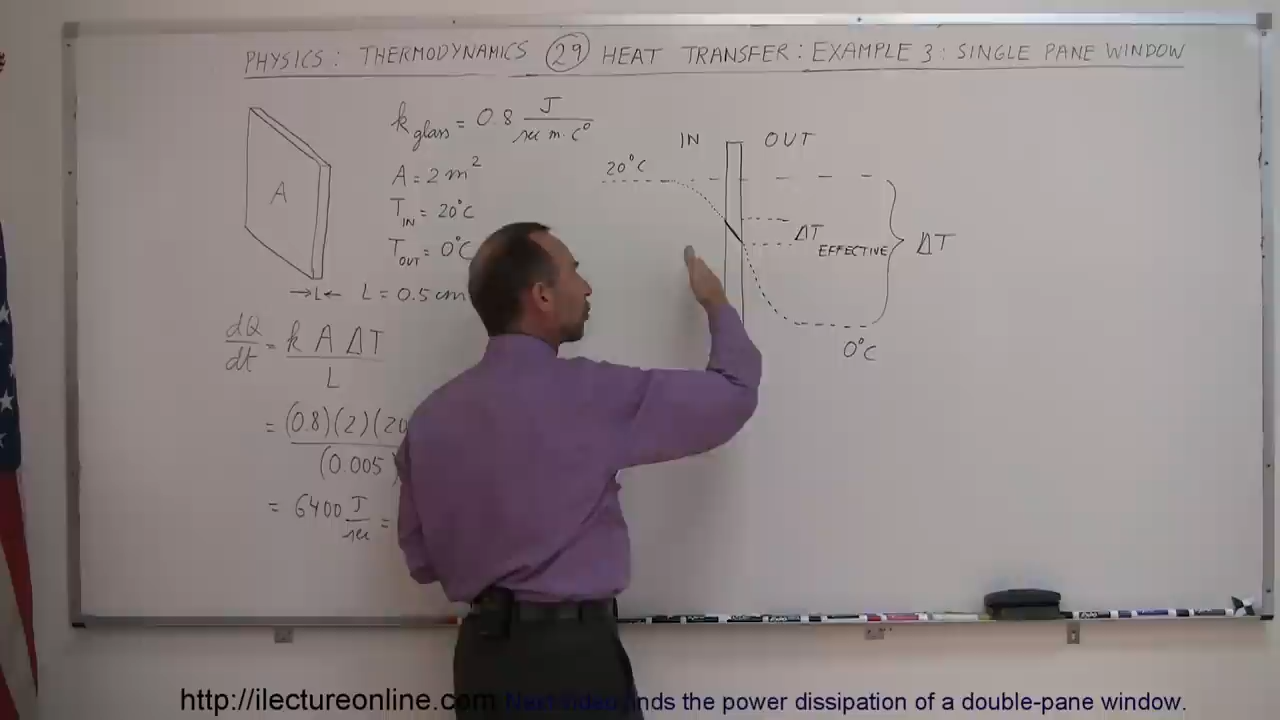 PHYSICS: THERMODYNAMICS 29 HEAT TRANSFER: EXAMPLE 3: SINGLE PANE WINDOW
A
k glass = 0.8 J / sec m·C°
A = 2 m²
T IN = 20°C
T OUT = 0°C
→L← L = 0.5 cm
dQ/dt = k A ΔT / L
= (0.8)(2)(20 / (0.005)
= 6400 J/sec =
IN OUT
20°C
ΔT EFFECTIVE
ΔT
0°C
http://ilectureonline.com finds the power dissipation of a double-pane window.